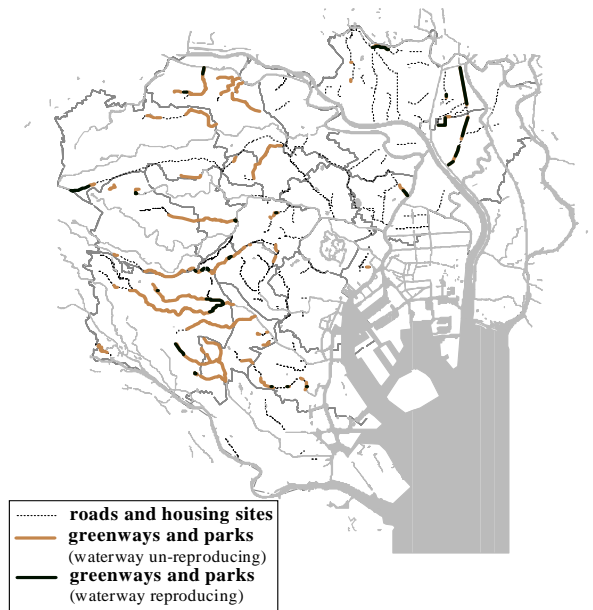 roads and housing sites
greenways and parks
(waterway un-reproducing)
greenways and parks
(waterway reproducing)